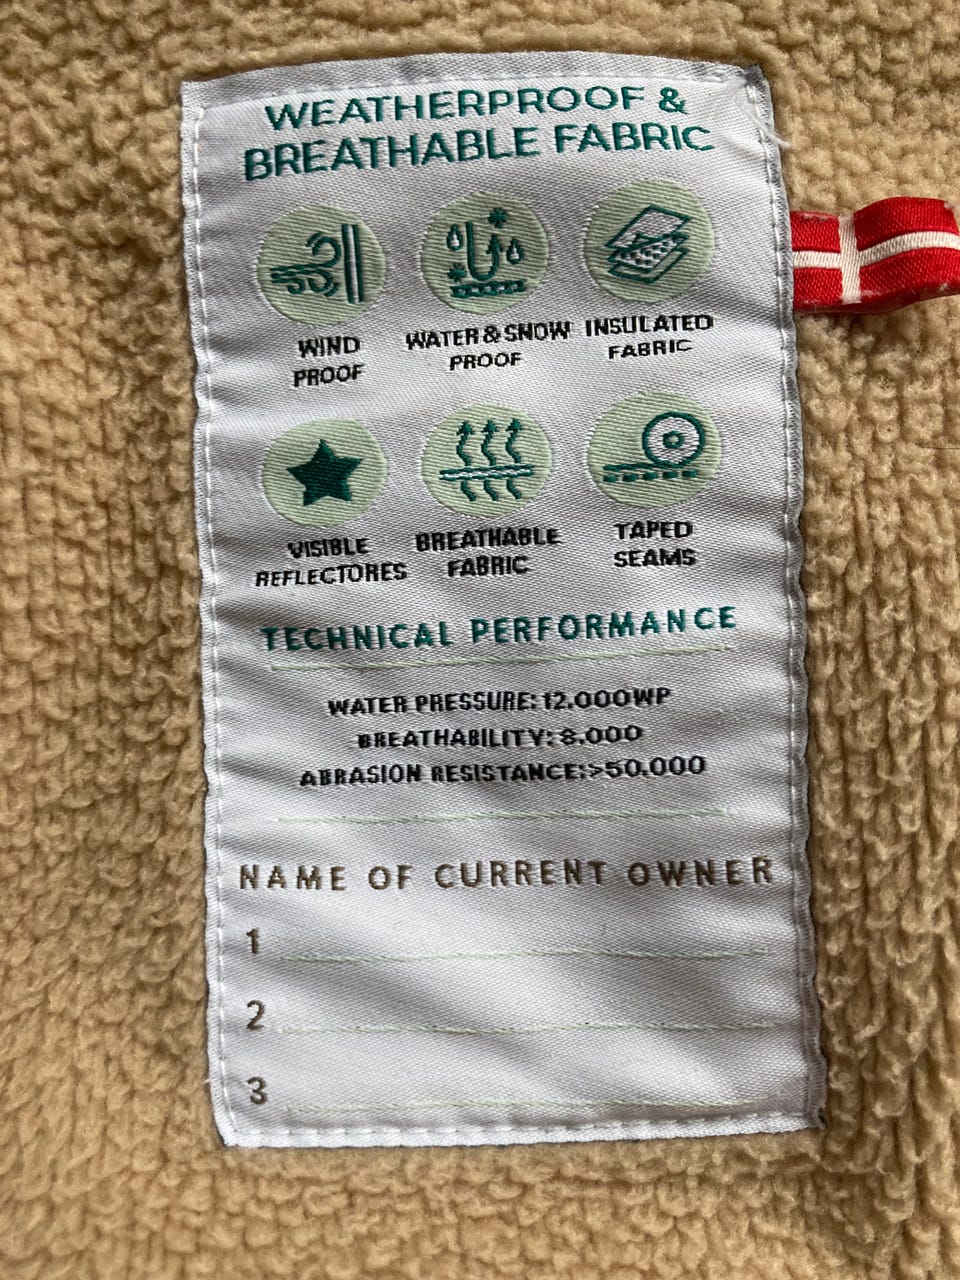 WEATHERPROOF &
BREATHABLE FABRIC
WIND
PROOF
WATER & SNOW
PROOF
INSULATED
FABRIC
VISIBLE
REFLECTORES
BREATHABLE
FABRIC
TAPED
SEAMS
TECHNICAL PERFORMANCE
WATER PRESSURE:12.000WP
BREATHABILITY: 8.000
ABRASION RESISTANCE:>50.000
NAME OF CURRENT OWNER
1
2
3